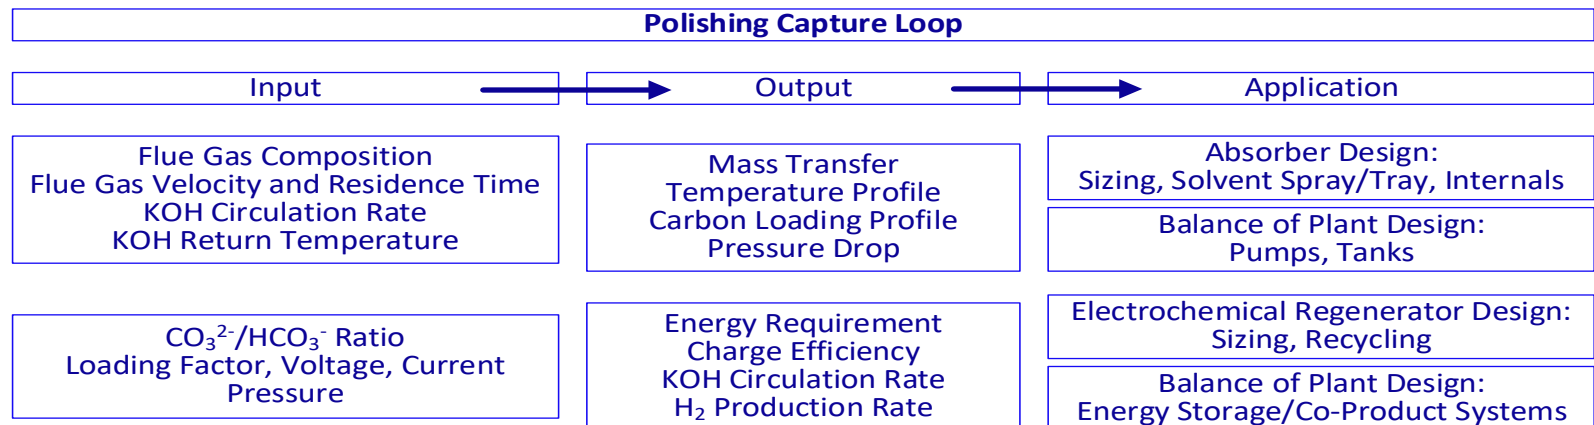 Polishing Capture Loop
Input
Output
Application
Flue Gas Composition
Flue Gas Velocity and Residence Time
KOH Circulation Rate
KOH Return Temperature
Mass Transfer
Temperature Profile
Carbon Loading Profile
Pressure Drop
Absorber Design:
Sizing, Solvent Spray/Tray, Internals
Balance of Plant Design:
Pumps, Tanks
CO₃²⁻/HCO₃⁻ Ratio
Loading Factor, Voltage, Current
Pressure
Energy Requirement
Charge Efficiency
KOH Circulation Rate
H₂ Production Rate
Electrochemical Regenerator Design:
Sizing, Recycling
Balance of Plant Design:
Energy Storage/Co-Product Systems